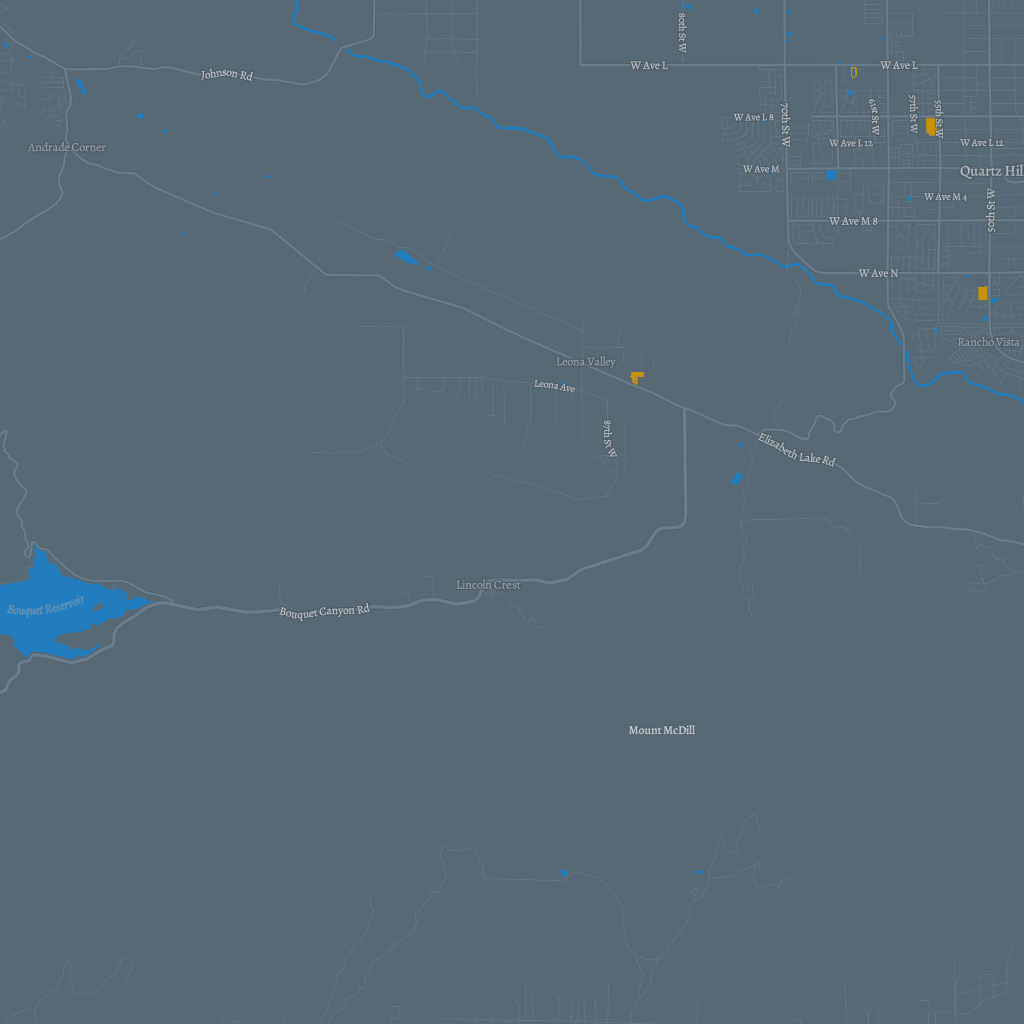 80th St W
W Ave L
W Ave L
Johnson Rd
70th St W
61st St W
57th St W
55th St W
W Ave L 8
W Ave L 12
W Ave L 12
Andrade Corner
W Ave M
Quartz Hill
W Ave M 4
50th St W
W Ave M 8
W Ave N
Rancho Vista
Leona Valley
Leona Ave
87th St W
Elizabeth Lake Rd
Lincoln Crest
Bouquet Reservoir
Bouquet Canyon Rd
Mount McDill